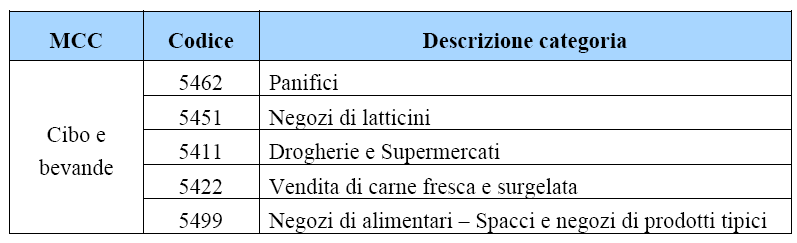 MCC Codice Descrizione categoria
Cibo e bevande
5462 Panifici
5451 Negozi di latticini
5411 Drogherie e Supermercati
5422 Vendita di carne fresca e surgelata
5499 Negozi di alimentari – Spacci e negozi di prodotti tipici